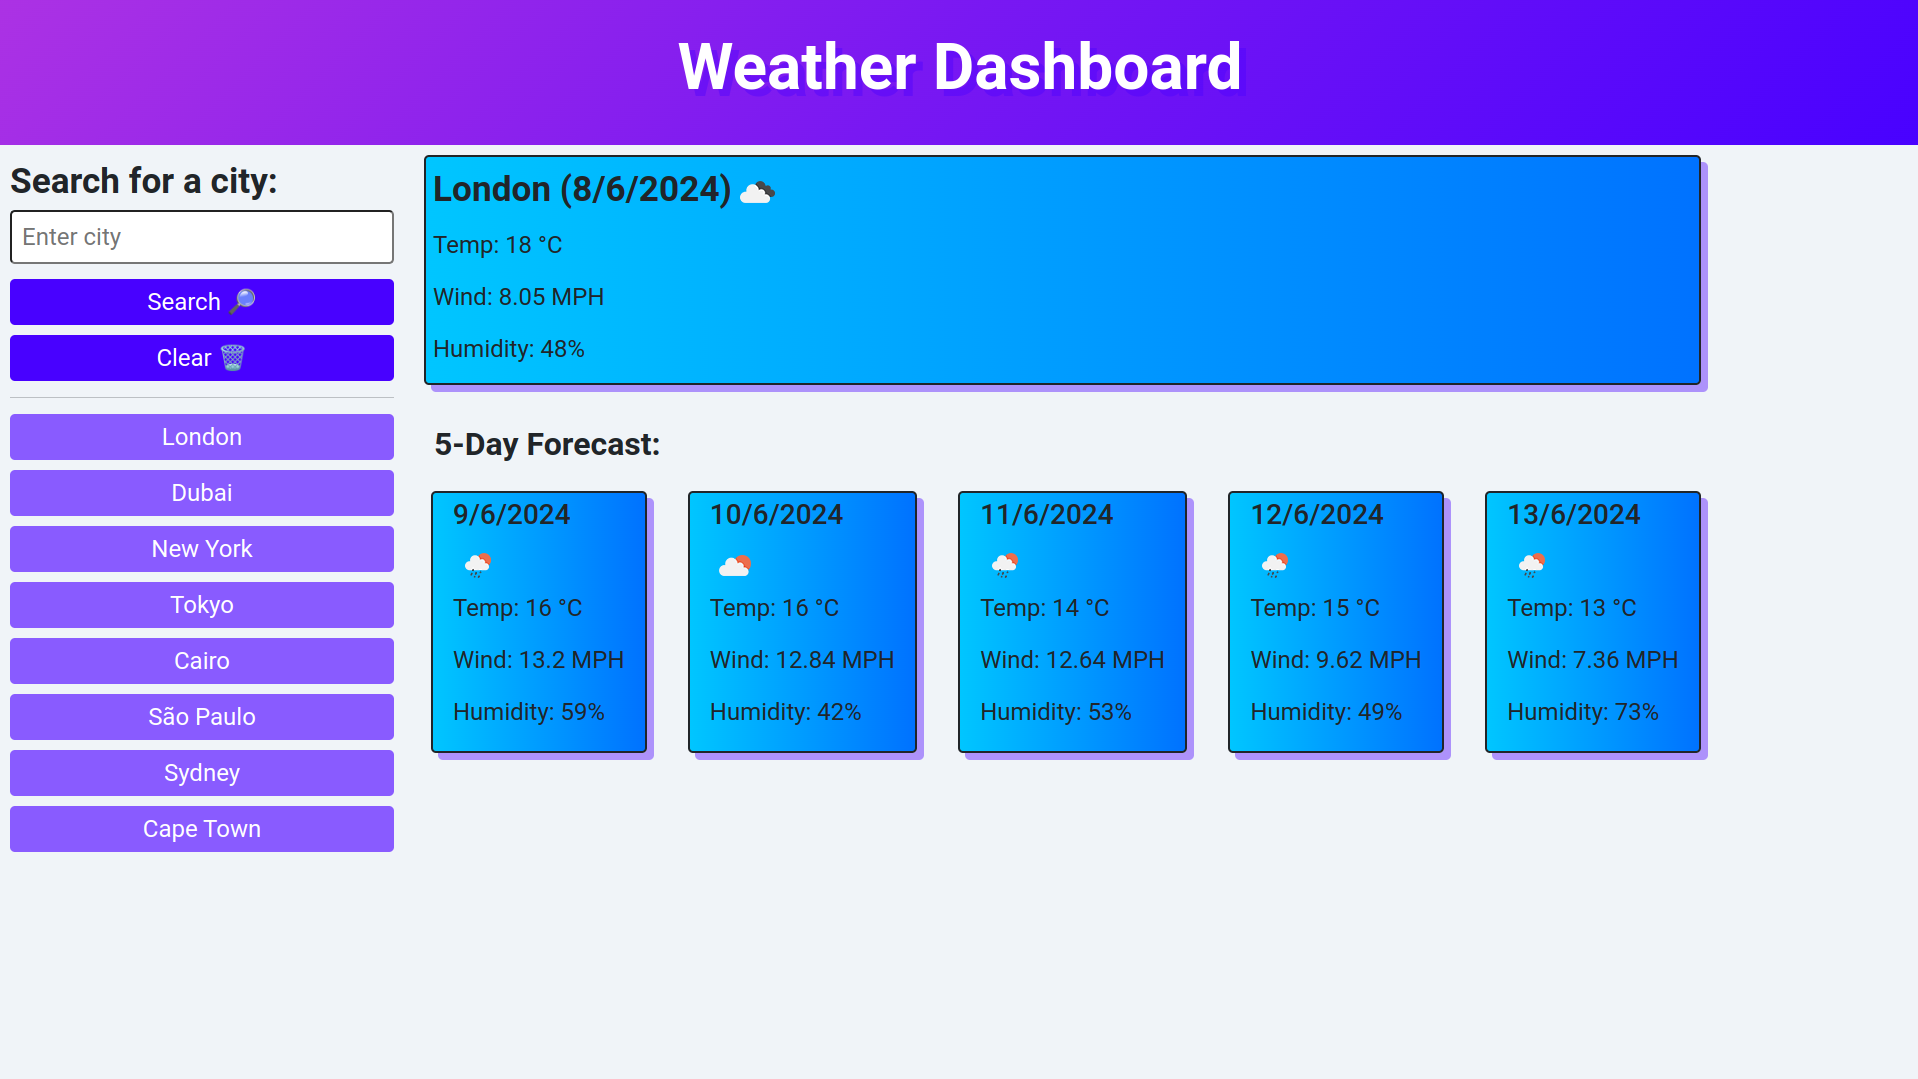 Weather Dashboard
Search for a city:
Enter city
Search 🔎
Clear 🗑️
London
Dubai
New York
Tokyo
Cairo
São Paulo
Sydney
Cape Town
London (8/6/2024)
Temp: 18 °C
Wind: 8.05 MPH
Humidity: 48%
5-Day Forecast:
9/6/2024
Temp: 16 °C
Wind: 13.2 MPH
Humidity: 59%
10/6/2024
Temp: 16 °C
Wind: 12.84 MPH
Humidity: 42%
11/6/2024
Temp: 14 °C
Wind: 12.64 MPH
Humidity: 53%
12/6/2024
Temp: 15 °C
Wind: 9.62 MPH
Humidity: 49%
13/6/2024
Temp: 13 °C
Wind: 7.36 MPH
Humidity: 73%